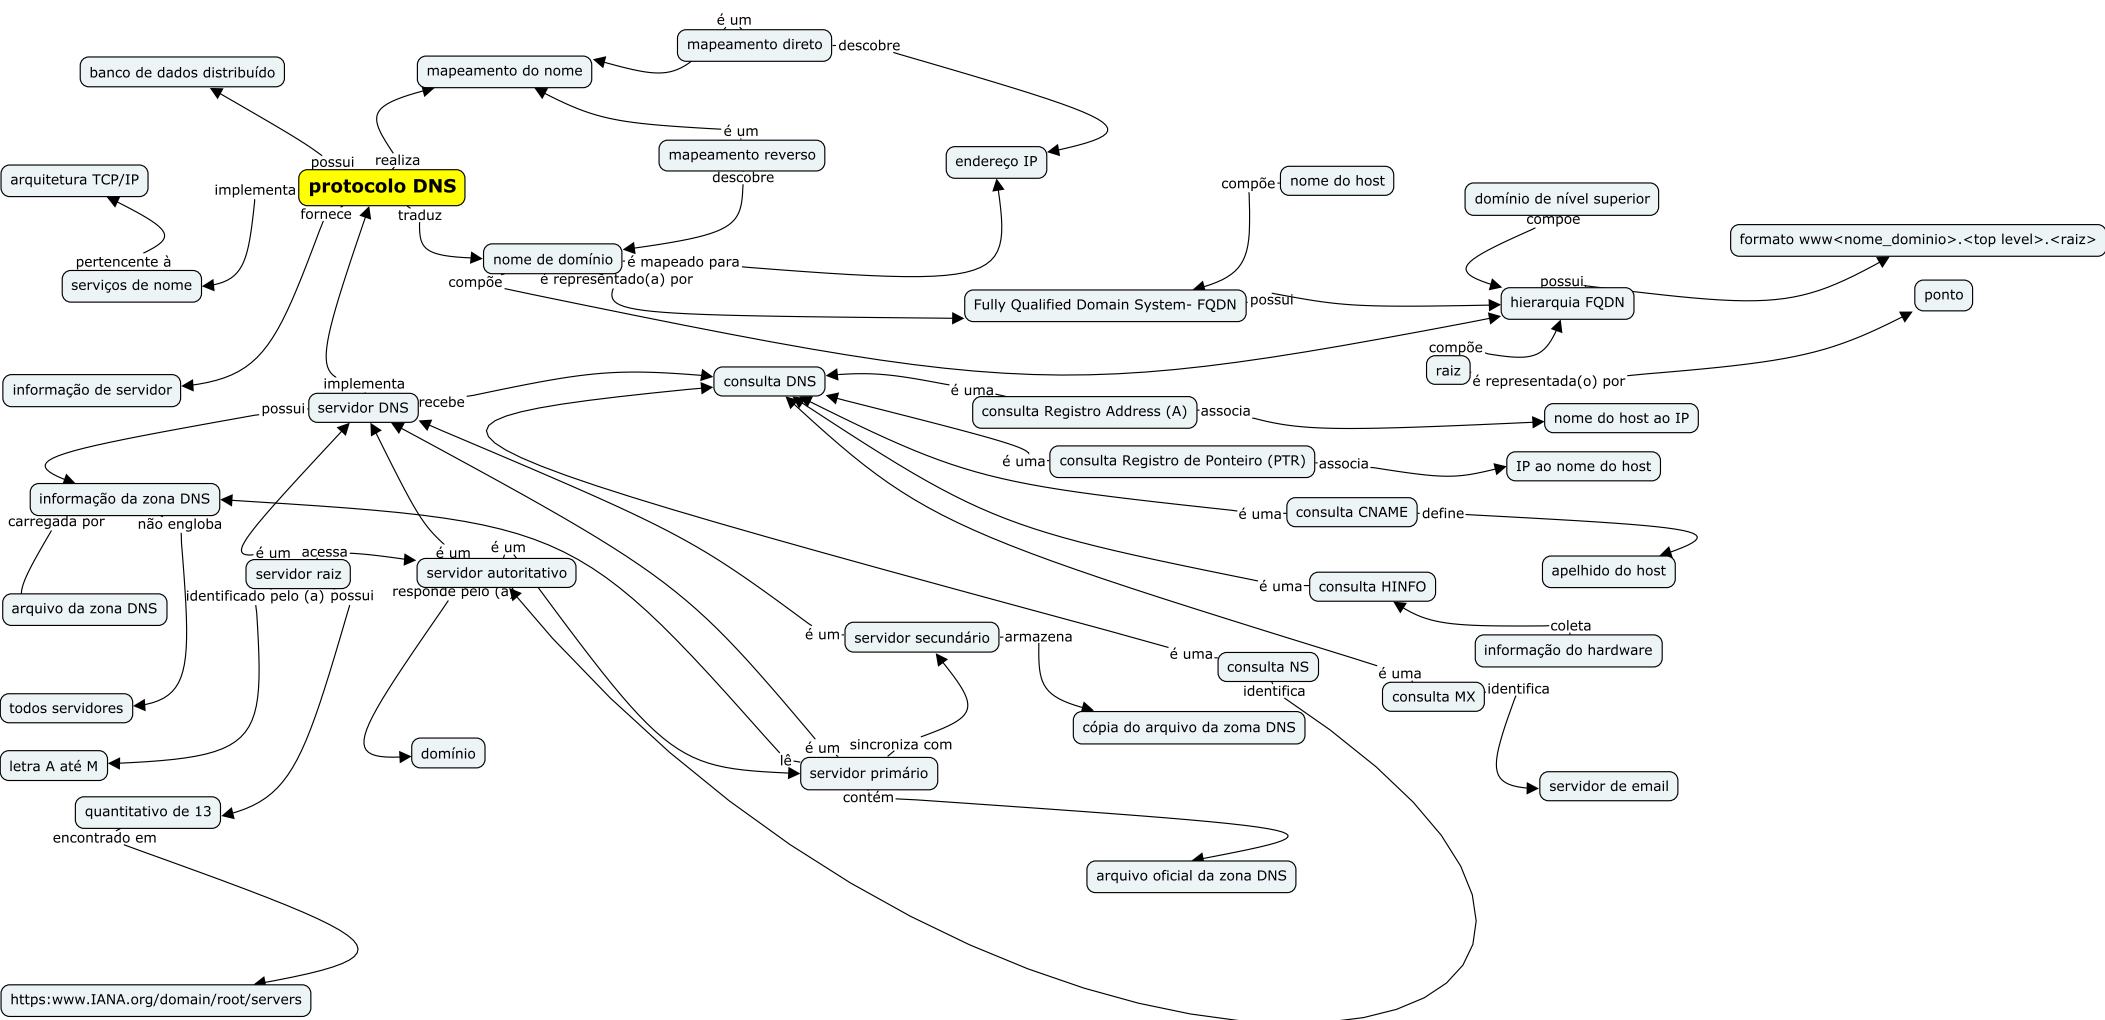 é um
mapeamento direto
descobre
banco de dados distribuído
mapeamento do nome
é um
mapeamento reverso
descobre
endereço IP
possui
realiza
arquitetura TCP/IP
implementa
protocolo DNS
fornece
traduz
compõe
nome do host
domínio de nível superior
compõe
formato www<nome_dominio>.<top level>.<raiz>
pertencente à
serviços de nome
nome de domínio
é mapeado para
compõe
é representado(a) por
Fully Qualified Domain System- FQDN
possui
possui
hierarquia FQDN
ponto
compõe
raiz
é representada(o) por
informação de servidor
implementa
possui
servidor DNS
recebe
consulta DNS
é uma
consulta Registro Address (A)
associa
nome do host ao IP
é uma
consulta Registro de Ponteiro (PTR)
associa
IP ao nome do host
informação da zona DNS
carregada por
não engloba
é uma
consulta CNAME
define
apelhido do host
é um
acessa
é um
é um
servidor raiz
servidor autoritativo
identificado pelo (a)
possui
responde pelo (a)
arquivo da zona DNS
é uma
consulta HINFO
coleta
informação do hardware
é um
servidor secundário
armazena
é uma
consulta NS
identifica
é uma
consulta MX
identifica
todos servidores
cópia do arquivo da zoma DNS
letra A até M
domínio
é um
sincroniza com
lê
servidor primário
contém
servidor de email
quantitativo de 13
encontrado em
arquivo oficial da zona DNS
https:www.IANA.org/domain/root/servers